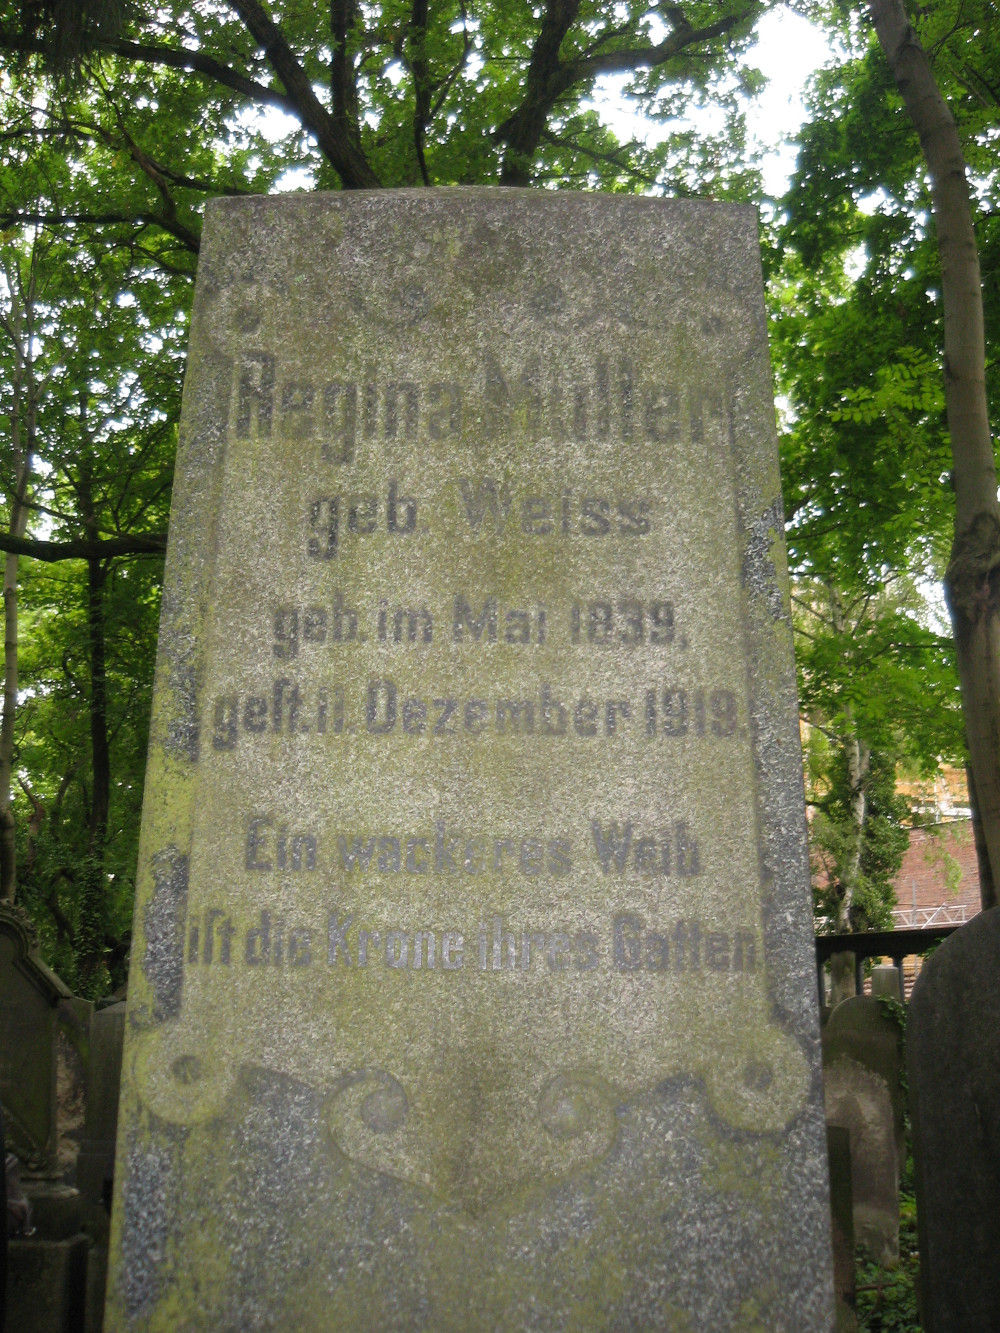 Regina Müller
geb. Weiss
geb. im Mai 1839,
geſt. 11. Dezember 1919.
Ein wackeres Weib
iſt die Krone ihres Gatten.